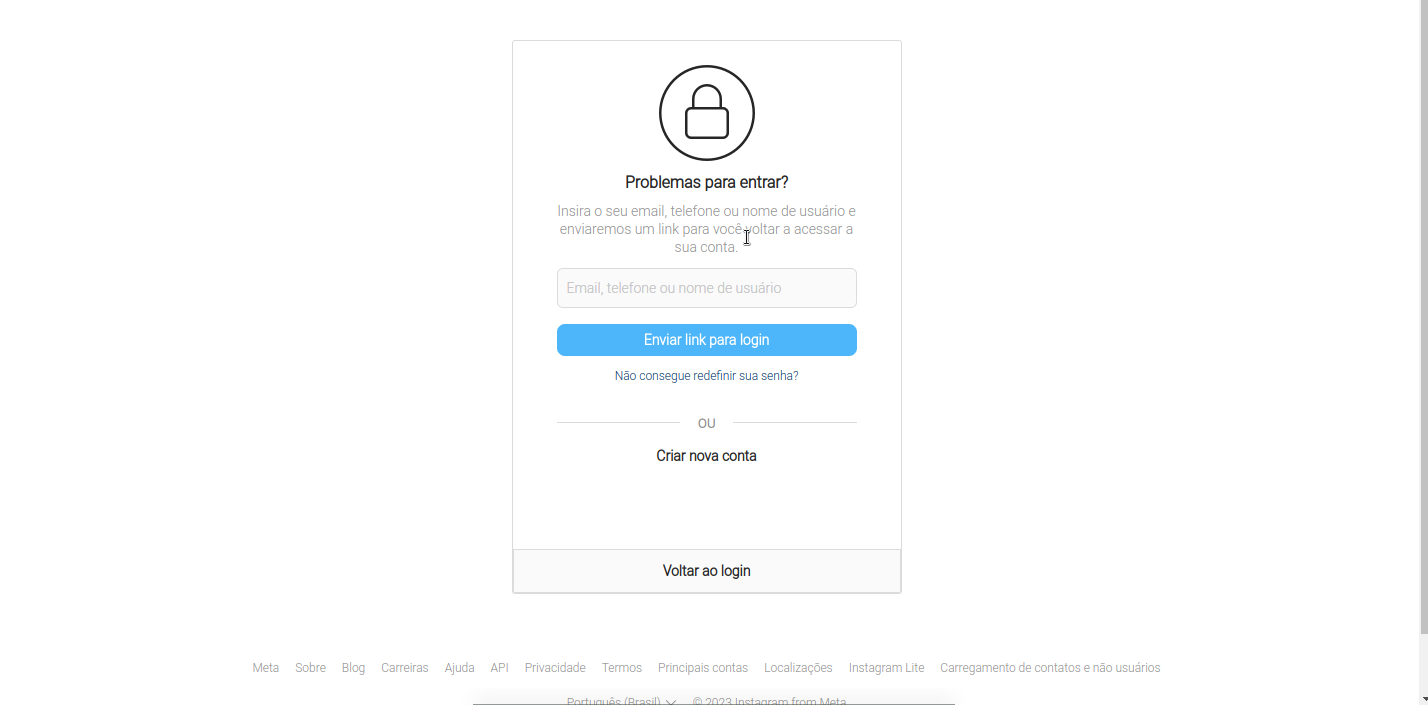 Problemas para entrar?
Insira o seu email, telefone ou nome de usuário e
enviaremos um link para você voltar a acessar a
sua conta.
Email, telefone ou nome de usuário
Enviar link para login
Não consegue redefinir sua senha?
OU
Criar nova conta
Voltar ao login
Meta Sobre Blog Carreiras Ajuda API Privacidade Termos Principais contas Localizações Instagram Lite Carregamento de contatos e não usuários
Português (Brasil) © 2023 Instagram from Meta